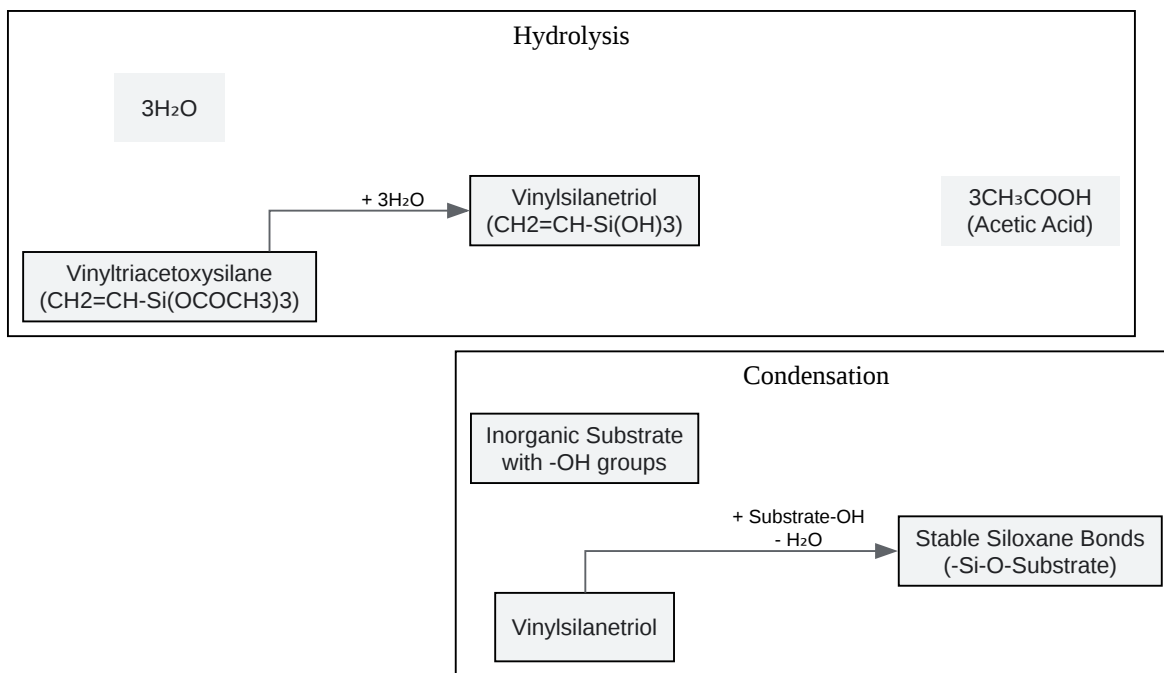 Hydrolysis
3H₂O
+ 3H₂O
Vinylsilanetriol
(CH2=CH-Si(OH)3)
3CH₃COOH
(Acetic Acid)
Vinyltriacetoxysilane
(CH2=CH-Si(OCOCH3)3)
Condensation
Inorganic Substrate
with -OH groups
+ Substrate-OH
- H₂O
Stable Siloxane Bonds
(-Si-O-Substrate)
Vinylsilanetriol